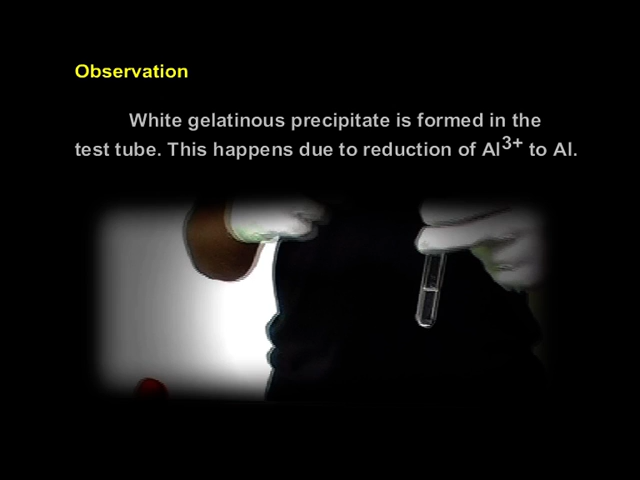 Observation
White gelatinous precipitate is formed in the
test tube. This happens due to reduction of Al3+ to Al.